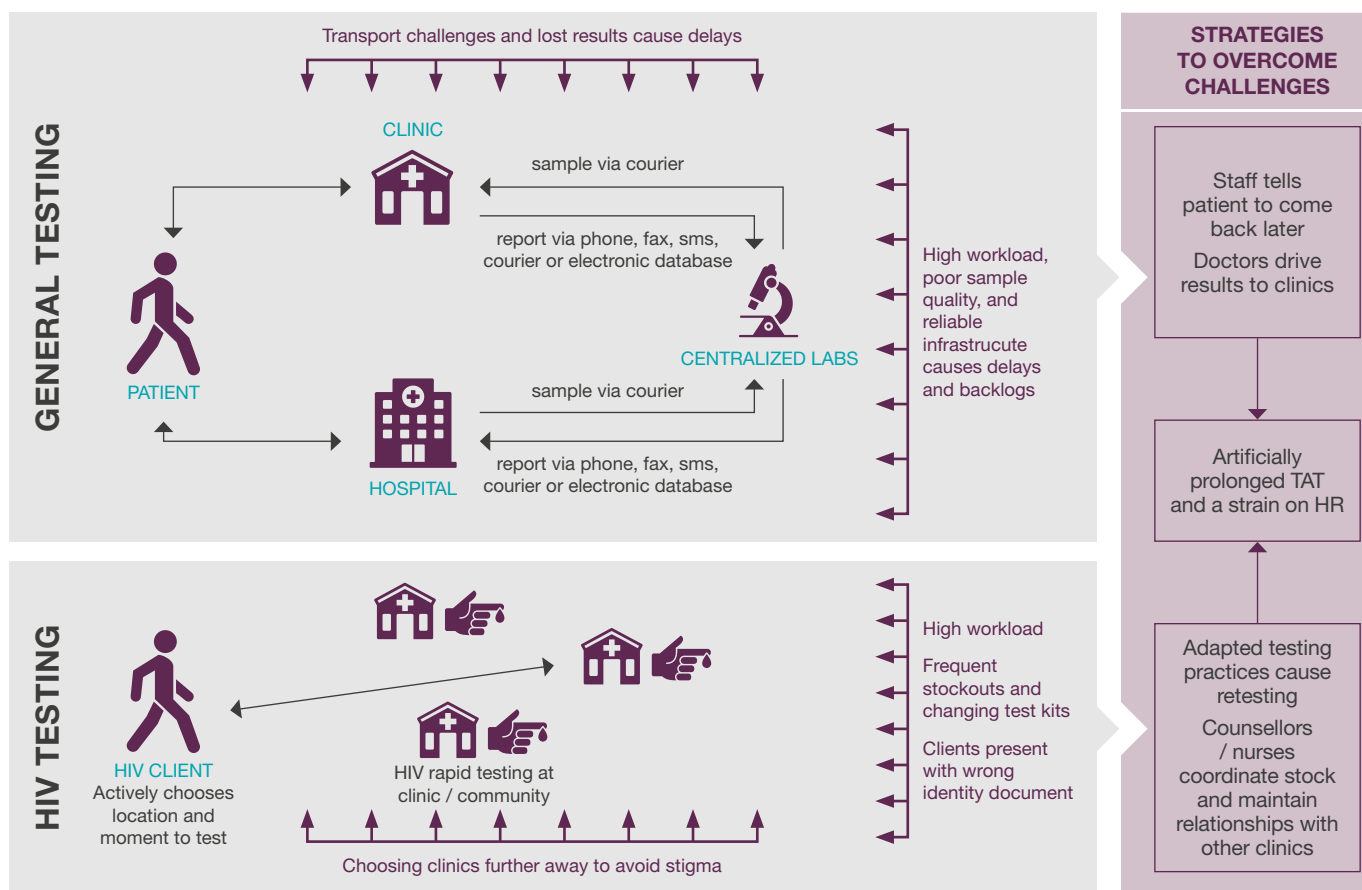 Transport challenges and lost results cause delays
GENERAL TESTING
CLINIC
sample via courier
report via phone, fax, sms,
courier or electronic database
PATIENT
CENTRALIZED LABS
sample via courier
report via phone, fax, sms,
courier or electronic database
HOSPITAL
High workload,
poor sample
quality, and
reliable
infrastrucute
causes delays
and backlogs
STRATEGIES
TO OVERCOME
CHALLENGES
Staff tells
patient to come
back later
Doctors drive
results to clinics
Artificially
prolonged TAT
and a strain on HR
HIV TESTING
HIV CLIENT
Actively chooses
location and
moment to test
HIV rapid testing at
clinic / community
Choosing clinics further away to avoid stigma
High workload
Frequent
stockouts and
changing test kits
Clients present
with wrong
identity document
Adapted testing
practices cause
retesting
Counsellors
/ nurses
coordinate stock
and maintain
relationships with
other clinics